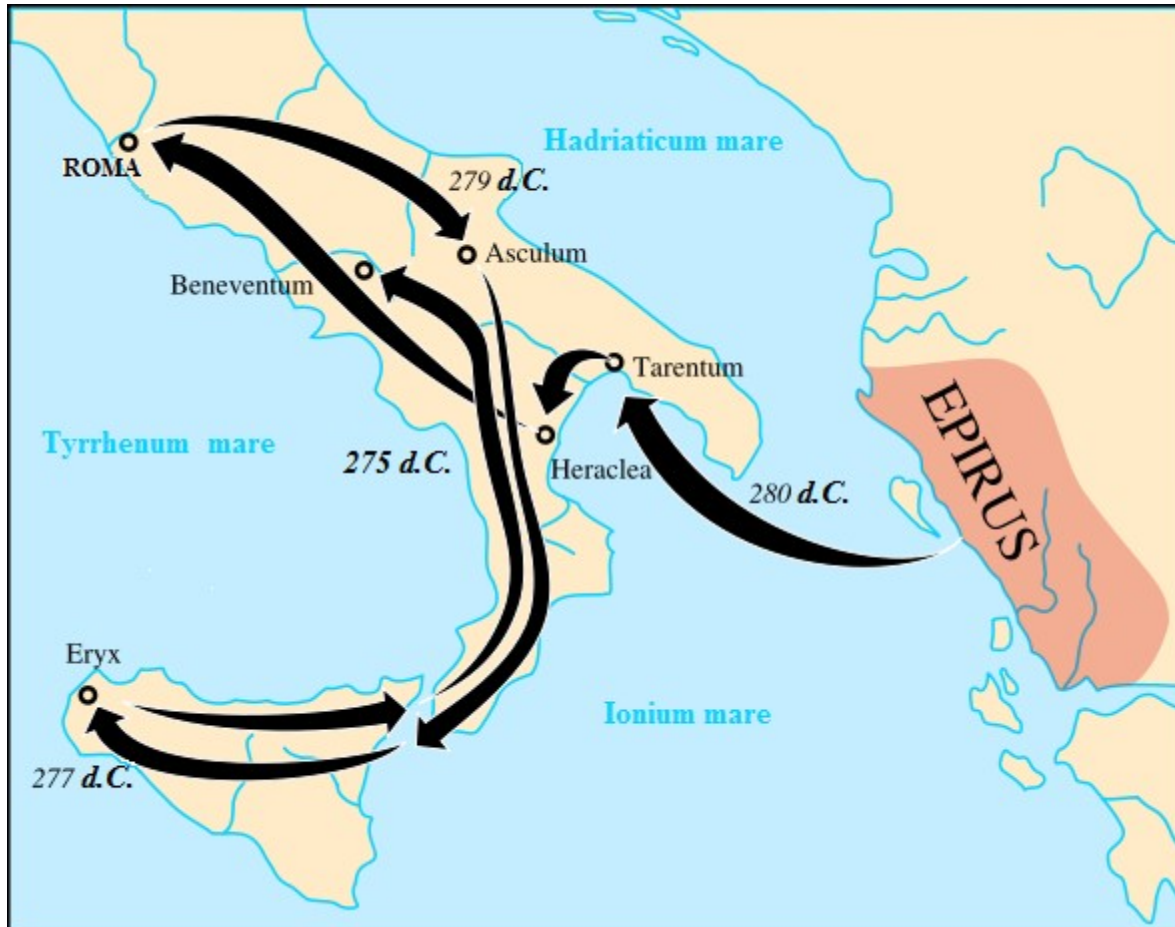 Hadriaticum mare
ROMA
279 d.C.
Asculum
Beneventum
Tarentum
EPIRUS
Tyrrhenum mare
275 d.C.
Heraclea
280 d.C.
Eryx
Ionium mare
277 d.C.